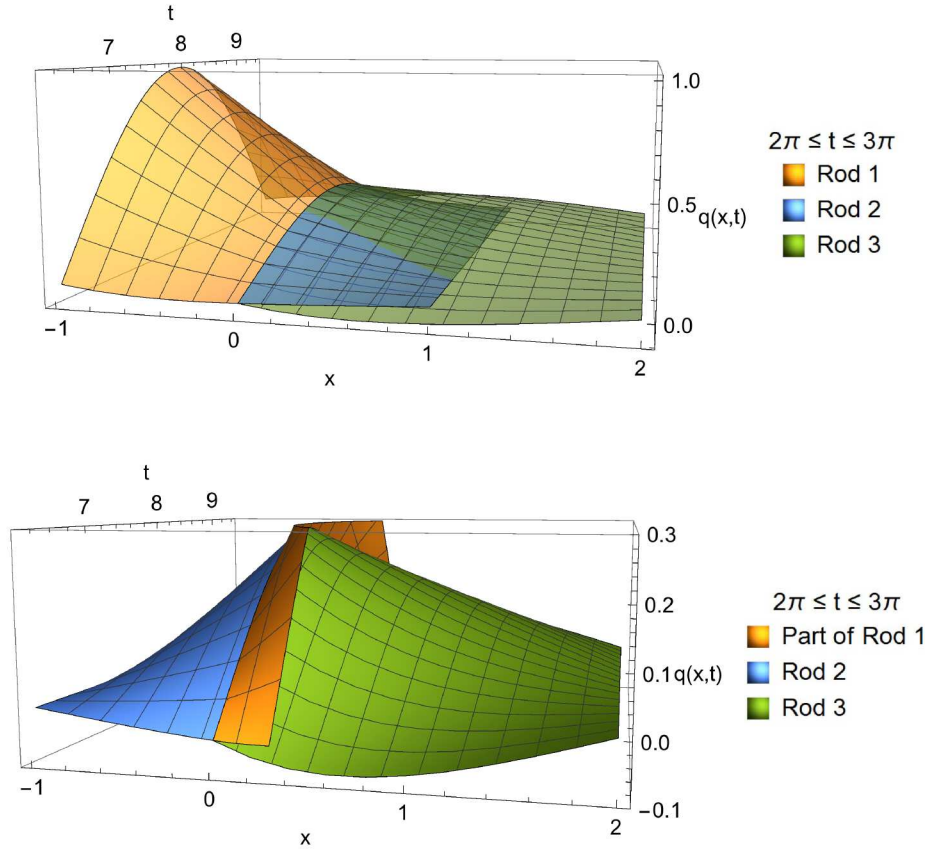 t
7 8 9
1.0
0.5
q(x,t)
0.0
−1 0 1 2
x
2π ≤ t ≤ 3π
Rod 1
Rod 2
Rod 3
t
7 8 9
0.3
0.2
0.1 q(x,t)
0.0
−0.1
−1 0 1 2
x
2π ≤ t ≤ 3π
Part of Rod 1
Rod 2
Rod 3